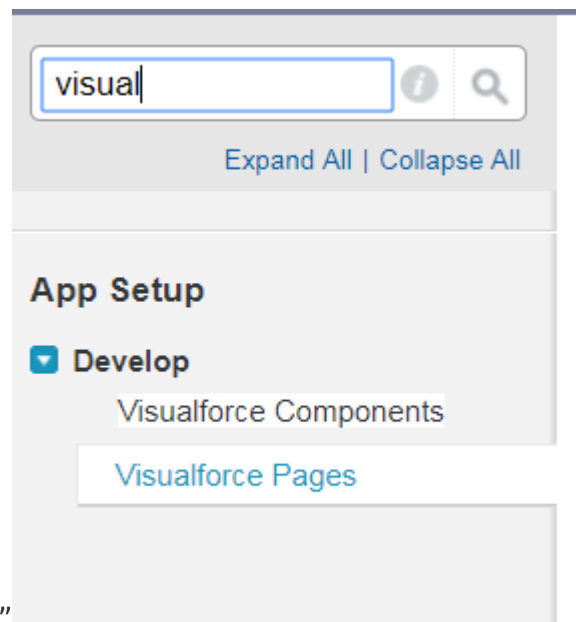 visual
Expand All | Collapse All
App Setup
Develop
Visualforce Components
Visualforce Pages
"